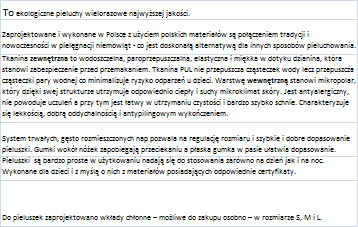 To ekologiczne pieluchy wielorazowe najwyższej jakości.
Zaprojektowane i wykonane w Polsce z użyciem polskich materiałów są połączeniem tradycji i
nowoczesności w pielęgnacji niemowląt - co jest doskonałą alternatywą dla innych sposobów pieluchowania.
Tkanina zewnętrzna to wodoszczelna, paroprzepuszczalna, elastyczna i miękka w dotyku dzianina, która
stanowi zabezpieczenie przed przemakaniem. Tkanina PUL nie przepuszcza cząsteczek wody lecz przepuszcza
cząsteczki pary wodnej co minimalizuje ryzyko odparzeń u dzieci. Warstwę wewnętrzną stanowi mikropolar,
który dzięki swej strukturze utrzymuje odpowiednio ciepły i suchy mikroklimat skóry. Jest antyalergiczny,
nie powoduje uczuleń a przy tym jest łatwy w utrzymaniu czystości i bardzo szybko schnie. Charakteryzuje
się lekkością, dobrą oddychalnością i antypilingowym wykończeniem.
System trwałych, gęsto rozmieszczonych nap pozwala na regulację rozmiaru i szybkie i dobre dopasowanie
pieluszki. Gumki wokół nóżek zapobiegają przeciekaniu a płaska gumka w pasie ułatwia dopasowanie.
Pieluszki są bardzo proste w użytkowaniu nadają się do stosowania zarówno na dzień jak i na noc.
Wykonane dla dzieci i z myślą o nich z materiałów posiadających odpowiednie certyfikaty.
Do pieluszek zaprojektowano wkłady chłonne – możliwe do zakupu osobno – w rozmiarze S, M i L.